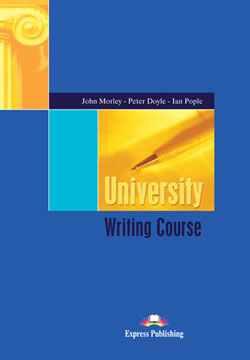 John Morley - Peter Doyle - Ian Pople
University
Writing Course
Express Publishing